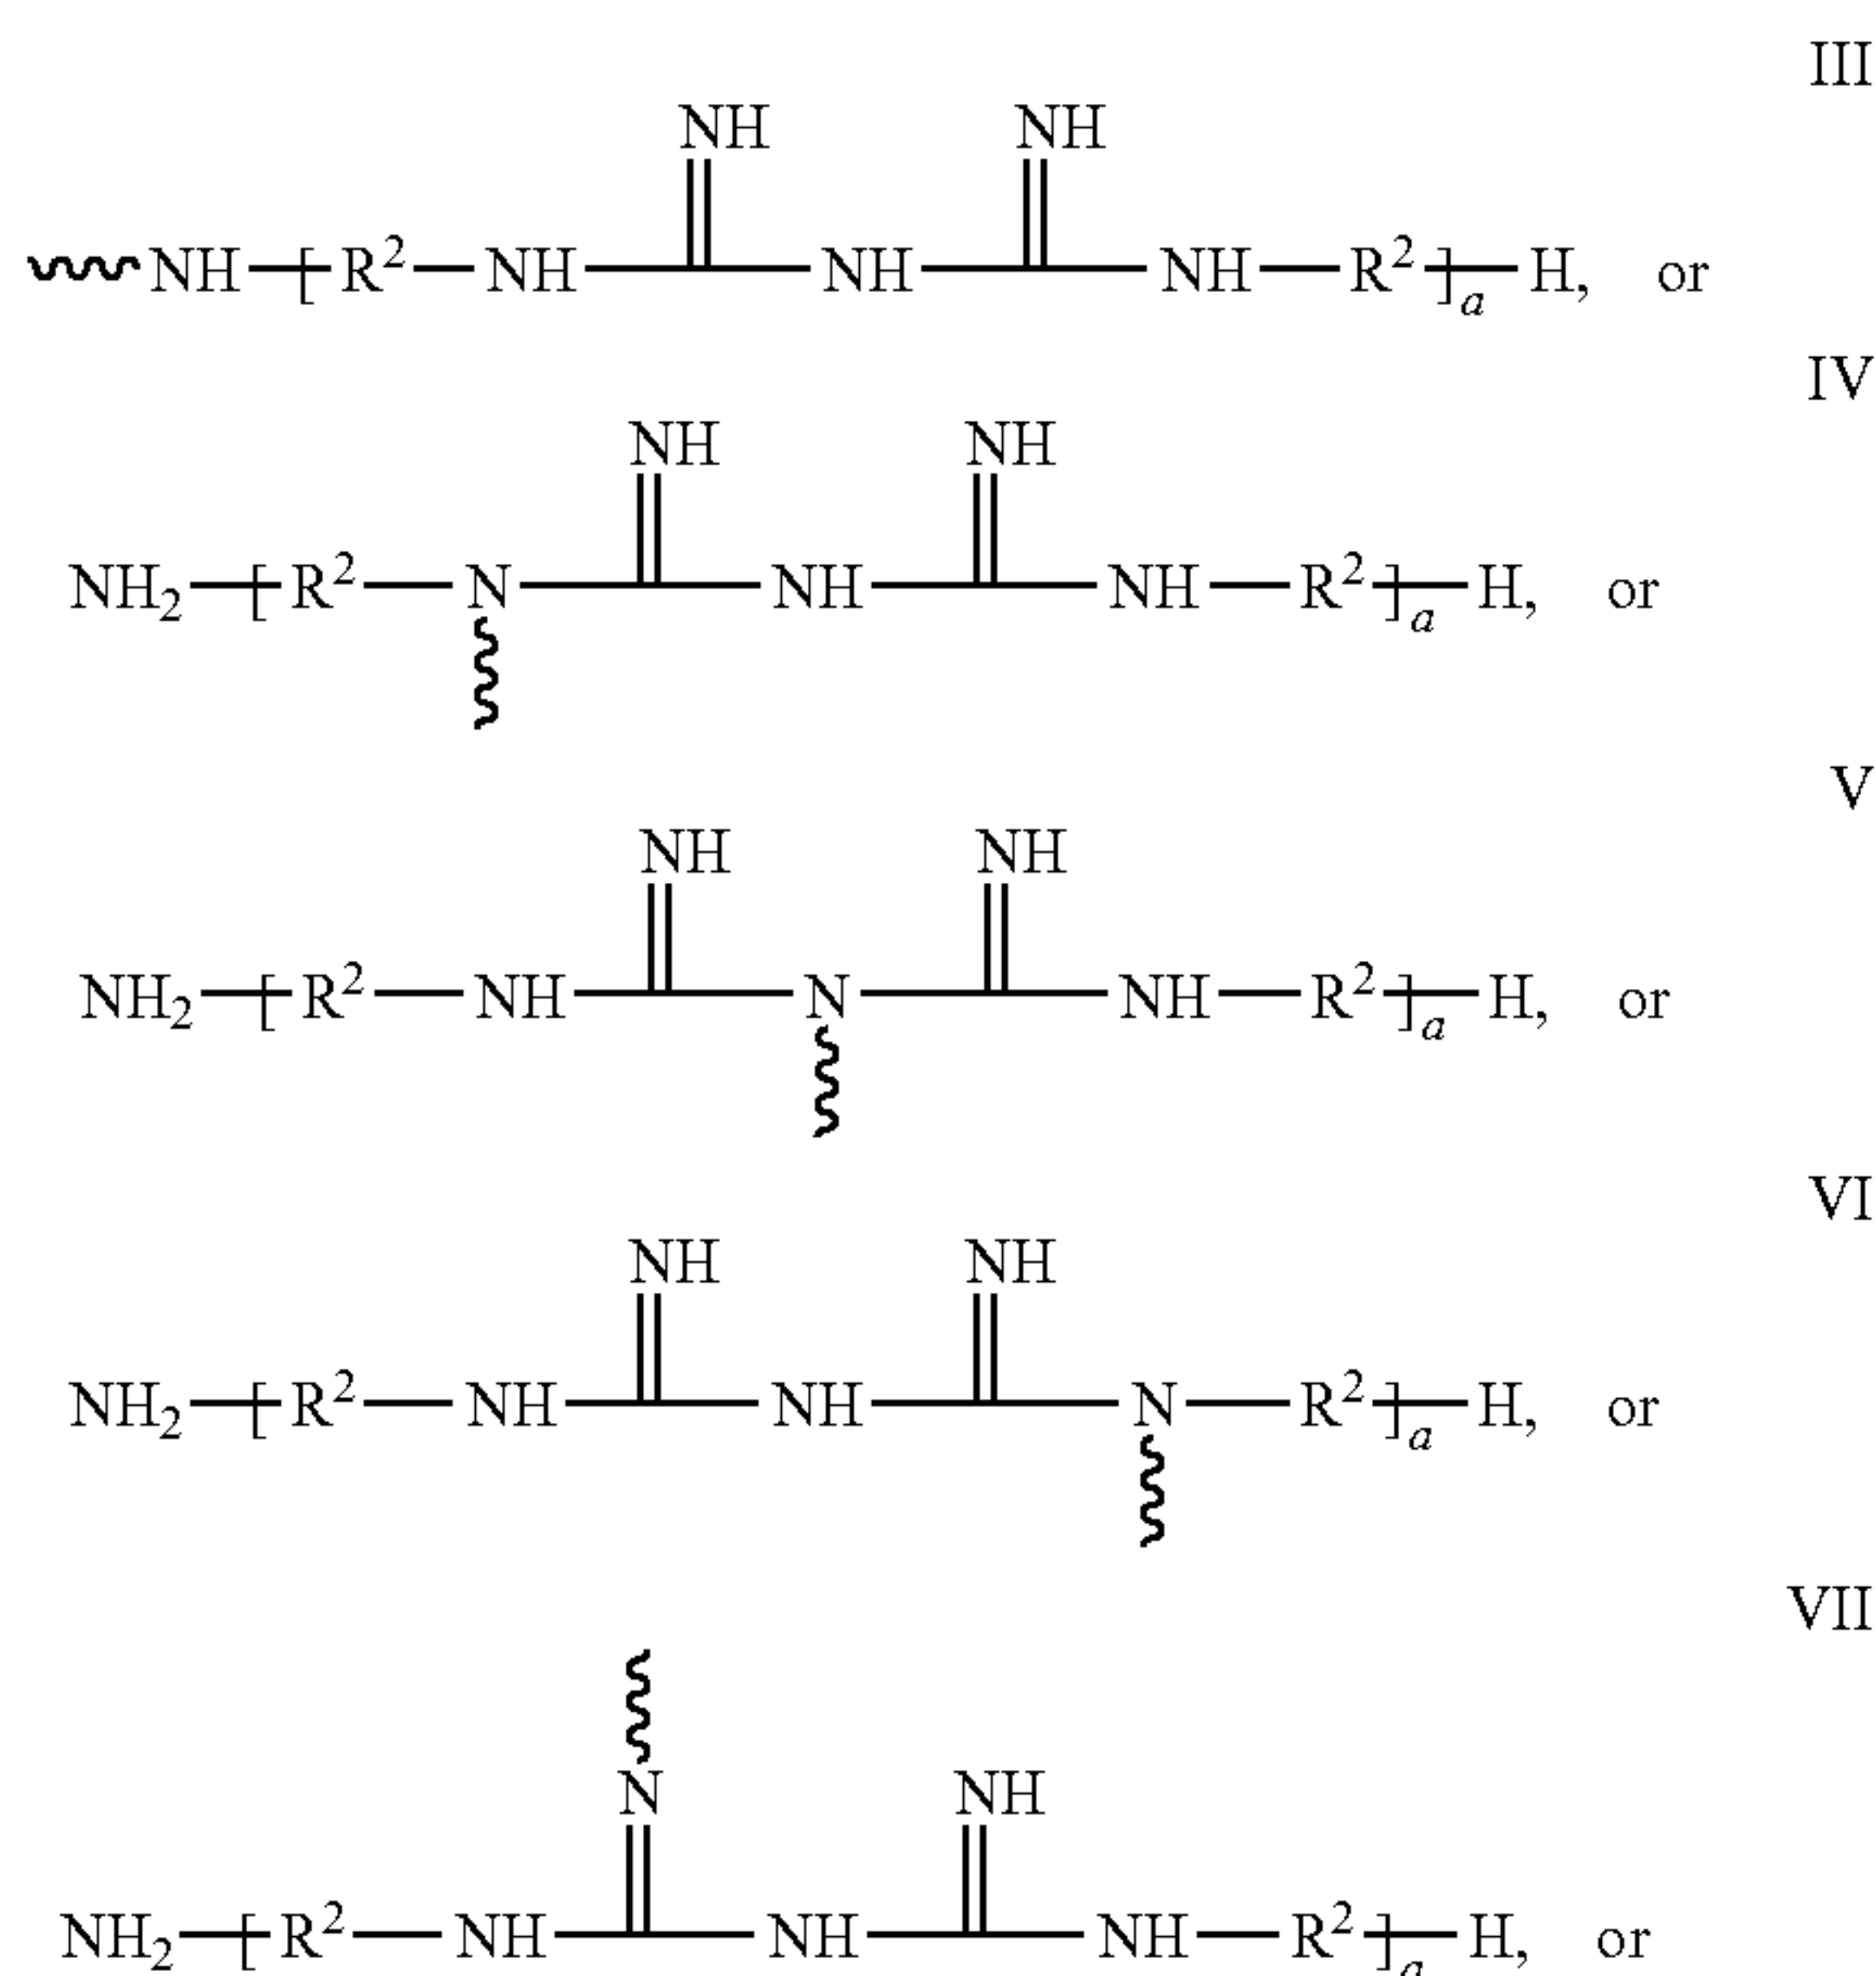 III
NH NH
NH [ R² NH NH NH R² ]a H, or
IV
NH NH
NH₂ [ R² N NH NH R² ]a H, or
V
NH NH
NH₂ [ R² NH N NH R² ]a H, or
VI
NH NH
NH₂ [ R² NH NH N R² ]a H, or
VII
N NH
NH₂ [ R² NH NH NH R² ]a H, or